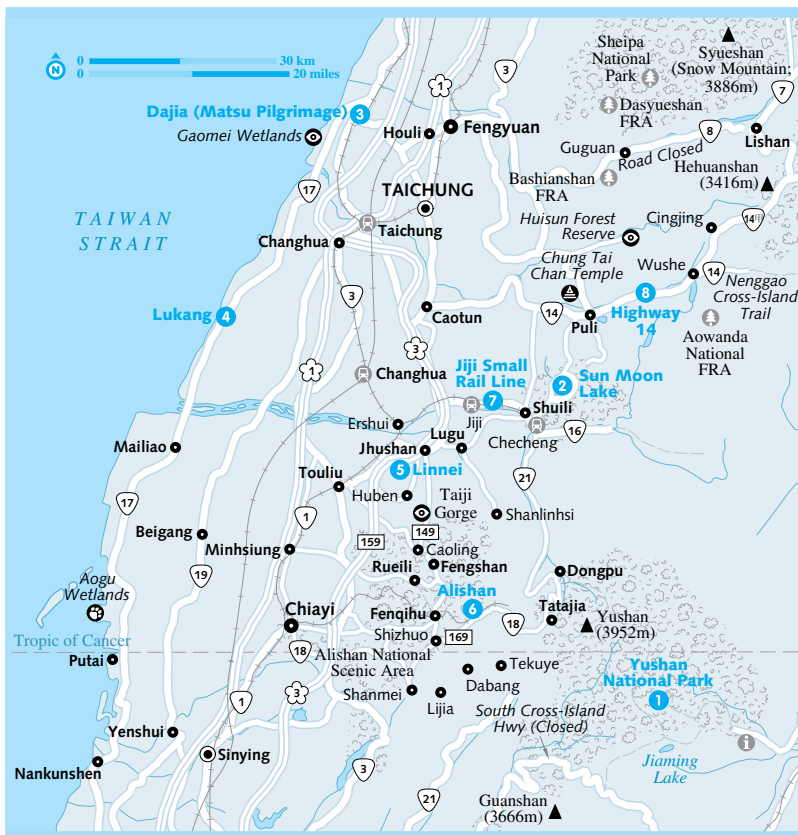 N
0 30 km
0 20 miles
Sheipa
National
Park
Syueshan
(Snow Mountain;
3886m)
3
1
7
Dajia (Matsu Pilgrimage) 3
Gaomei Wetlands
Houli
Fengyuan
Dasyueshan
FRA
8
Lishan
Guguan
Road Closed
17
Bashianshan
FRA
Hehuanshan
(3416m)
TAICHUNG
TAIWAN
STRAIT
Taichung
Changhua
Huisun Forest
Reserve
Cingjing
14甲
Chung Tai
Chan Temple
Wushe
14
Nenggao
Cross-Island
Trail
3
8
Highway
14
Lukang 4
Caotun
14
Puli
Aowanda
National
FRA
3
1
Changhua
Jiji Small
Rail Line
7
2
Sun Moon
Lake
Jiji
Shuili
Ershui
Checheng
16
Mailiao
Jhushan
Lugu
5 Linnei
21
Touliu
Huben
Taiji
Gorge
17
Shanlinhsi
1
Beigang
149
159
Minhsiung
Caoling
19
Rueili
Fengshan
Dongpu
Aogu
Wetlands
Alishan
6
Chiayi
Fenqihu
Tatajia
18
Yushan
(3952m)
Tropic of Cancer
Shizhuo
169
18
Putai
Alishan National
Scenic Area
Tekuye
Yushan
National Park
1
Dabang
3
Shanmei
Lijia
1
South Cross-Island
Hwy (Closed)
Yenshui
Sinying
Jiaming
Lake
Nankunshen
3
21
Guanshan
(3666m)